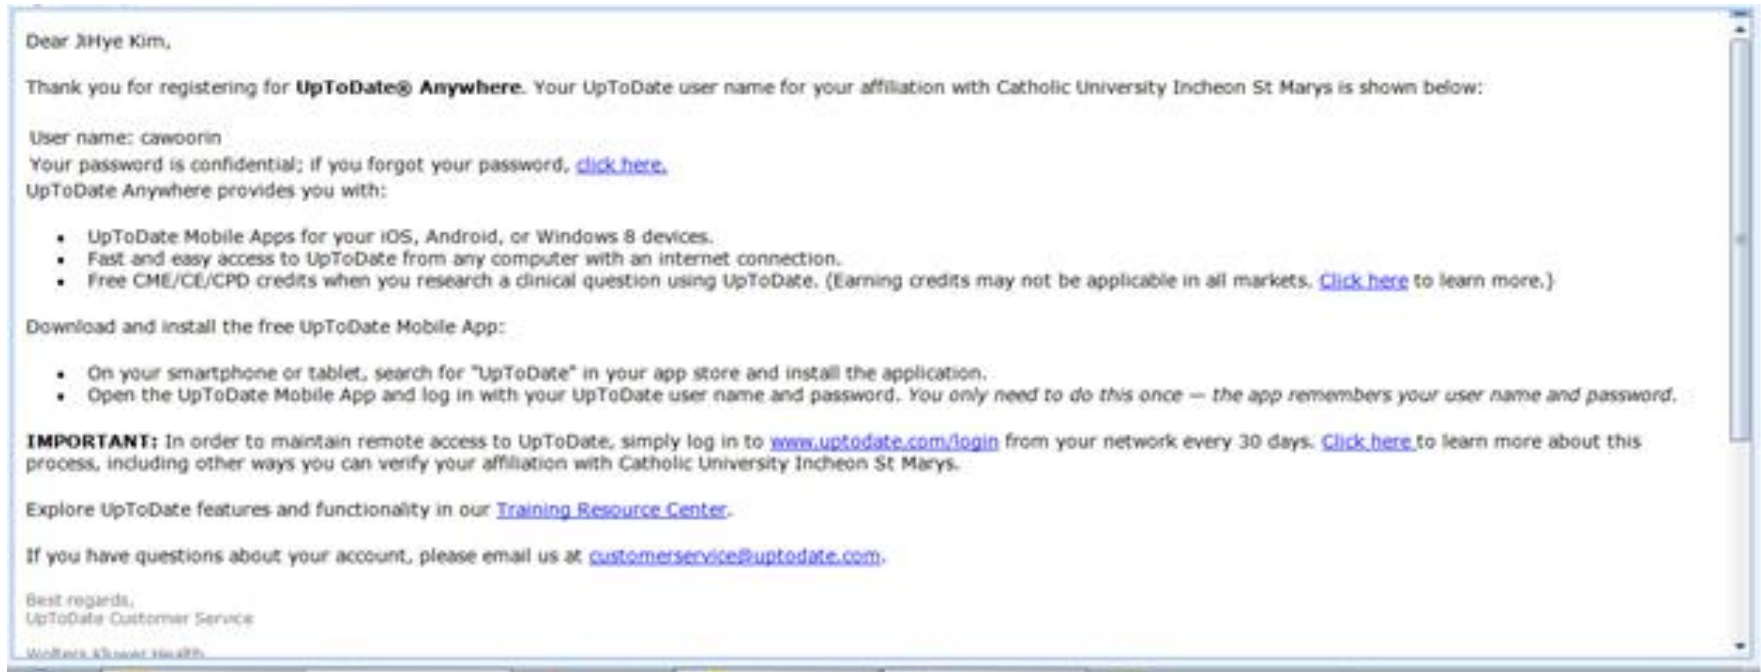 Dear JiHye Kim,
Thank you for registering for UpToDate® Anywhere. Your UpToDate user name for your affiliation with Catholic University Incheon St Marys is shown below:
User name: cawoorin
Your password is confidential; if you forgot your password, click here.
UpToDate Anywhere provides you with:
• UpToDate Mobile Apps for your iOS, Android, or Windows 8 devices.
• Fast and easy access to UpToDate from any computer with an internet connection.
• Free CME/CE/CPD credits when you research a clinical question using UpToDate. (Earning credits may not be applicable in all markets. Click here to learn more.)
Download and install the free UpToDate Mobile App:
• On your smartphone or tablet, search for "UpToDate" in your app store and install the application.
• Open the UpToDate Mobile App and log in with your UpToDate user name and password. You only need to do this once — the app remembers your user name and password.
IMPORTANT: In order to maintain remote access to UpToDate, simply log in to www.uptodate.com/login from your network every 30 days. Click here to learn more about this
process, including other ways you can verify your affiliation with Catholic University Incheon St Marys.
Explore UpToDate features and functionality in our Training Resource Center.
If you have questions about your account, please email us at customerservice@uptodate.com.
Best regards,
UpToDate Customer Service
Wolters Kluwer Health